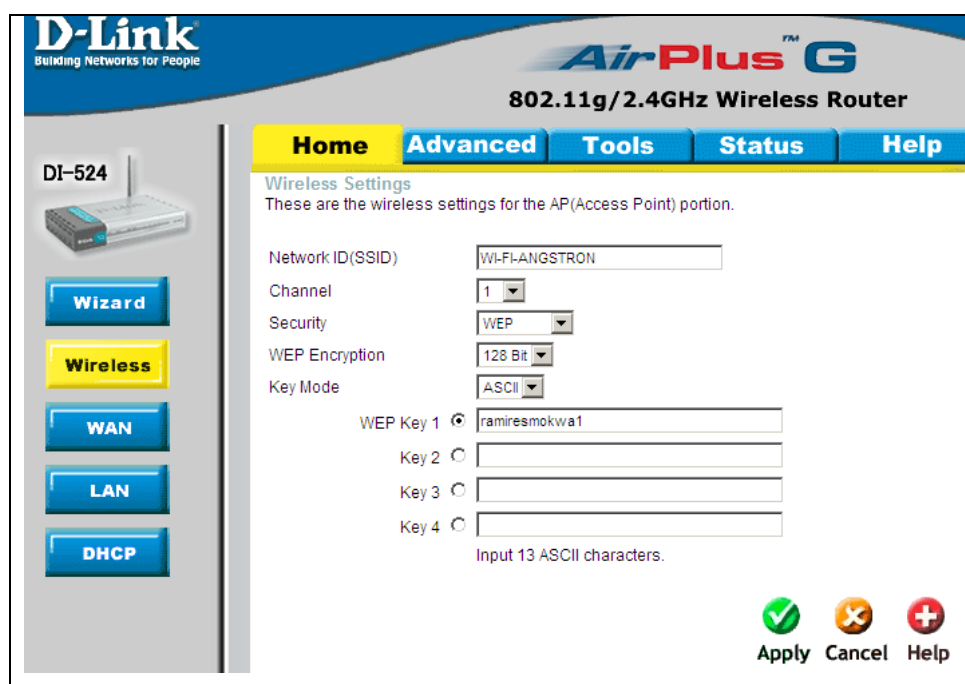 D-Link
Building Networks for People
AirPlus G™
802.11g/2.4GHz Wireless Router
Home Advanced Tools Status Help
DI-524
Wizard
Wireless
WAN
LAN
DHCP
Wireless Settings
These are the wireless settings for the AP(Access Point) portion.
Network ID(SSID) WI-FI-ANGSTRON
Channel 1
Security WEP
WEP Encryption 128 Bit
Key Mode ASCII
WEP Key 1 ramiresmokwa1
Key 2
Key 3
Key 4
Input 13 ASCII characters.
Apply Cancel Help